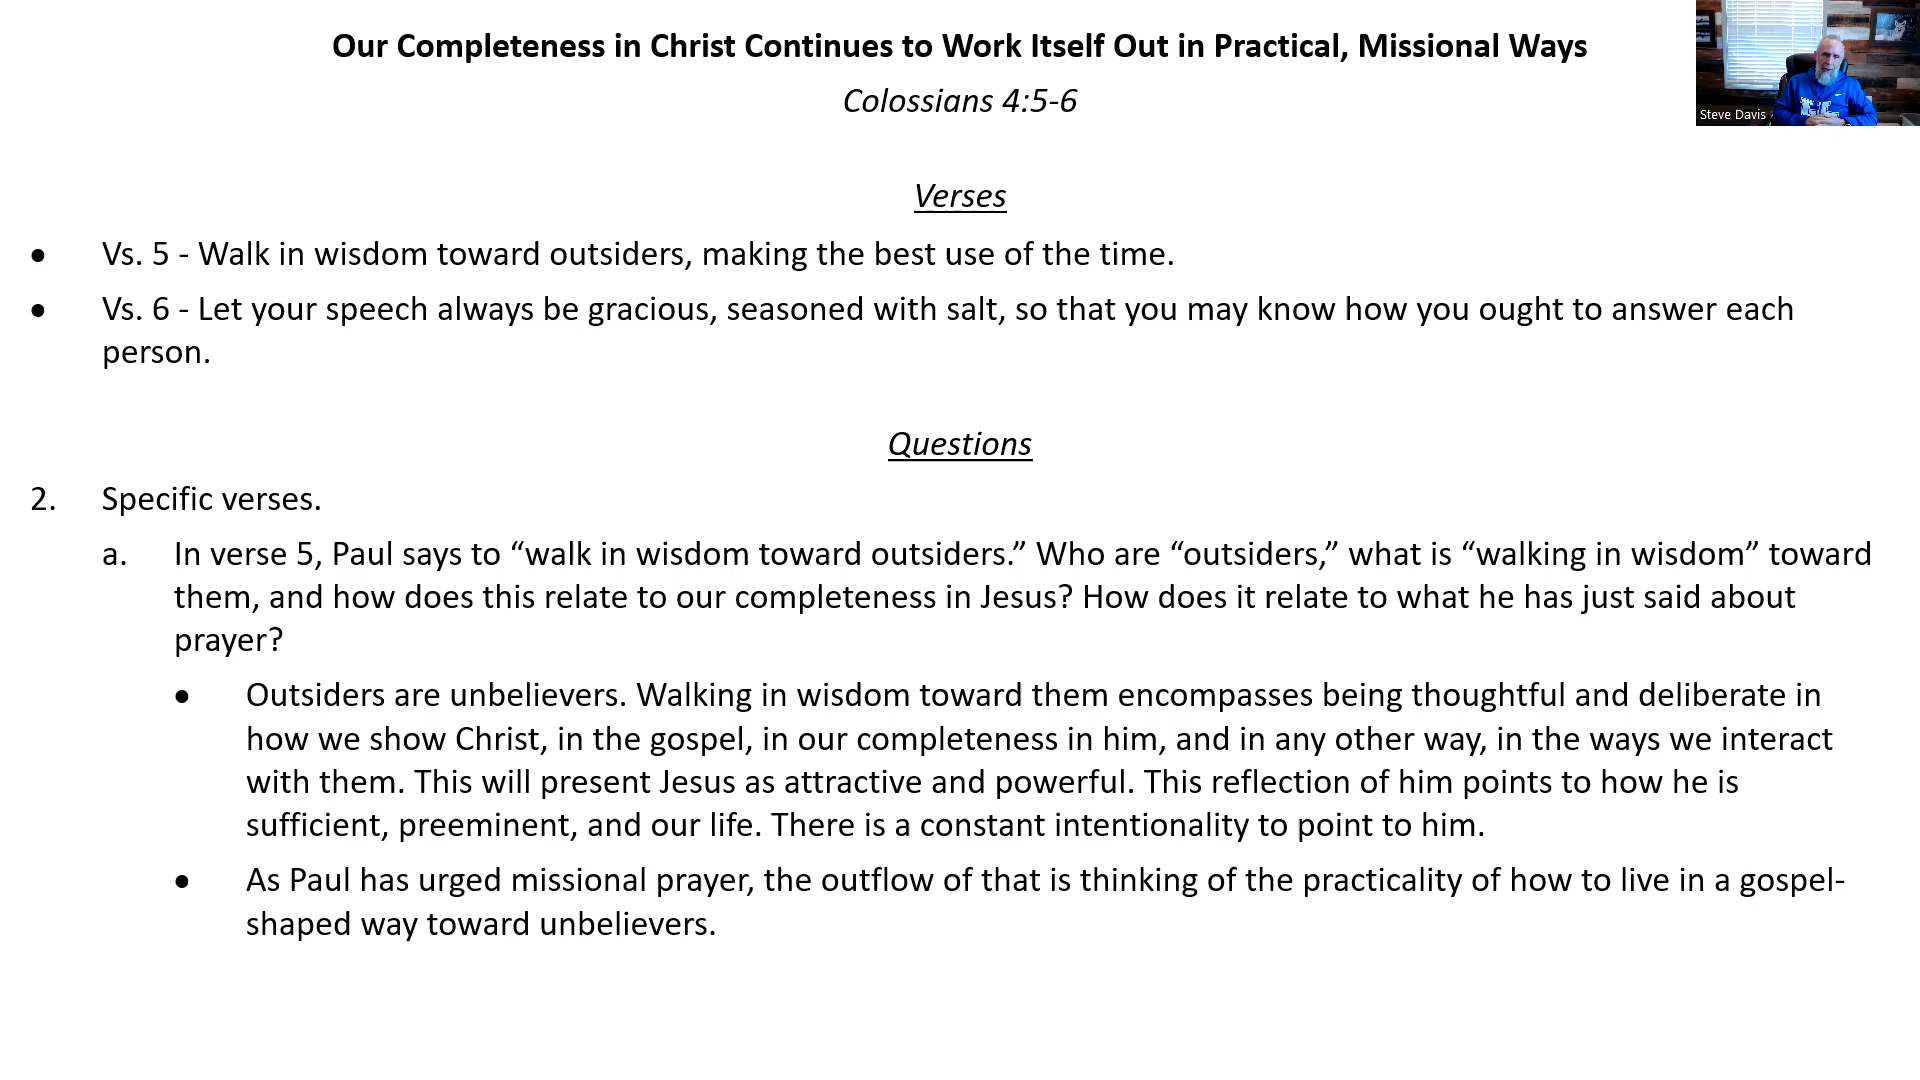 Our Completeness in Christ Continues to Work Itself Out in Practical, Missional Ways
Colossians 4:5-6
Steve Davis
Verses
• Vs. 5 - Walk in wisdom toward outsiders, making the best use of the time.
• Vs. 6 - Let your speech always be gracious, seasoned with salt, so that you may know how you ought to answer each
person.
Questions
2. Specific verses.
a. In verse 5, Paul says to “walk in wisdom toward outsiders.” Who are “outsiders,” what is “walking in wisdom” toward
them, and how does this relate to our completeness in Jesus? How does it relate to what he has just said about
prayer?
• Outsiders are unbelievers. Walking in wisdom toward them encompasses being thoughtful and deliberate in
how we show Christ, in the gospel, in our completeness in him, and in any other way, in the ways we interact
with them. This will present Jesus as attractive and powerful. This reflection of him points to how he is
sufficient, preeminent, and our life. There is a constant intentionality to point to him.
• As Paul has urged missional prayer, the outflow of that is thinking of the practicality of how to live in a gospel-
shaped way toward unbelievers.